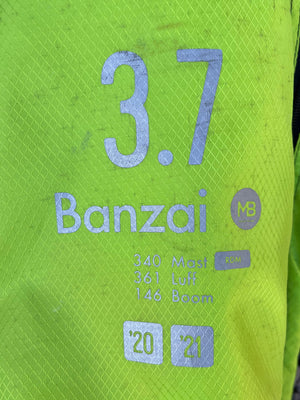 3.7
Banzai MB
340 Mast RDM
361 Luff
146 Boom
'20 '21